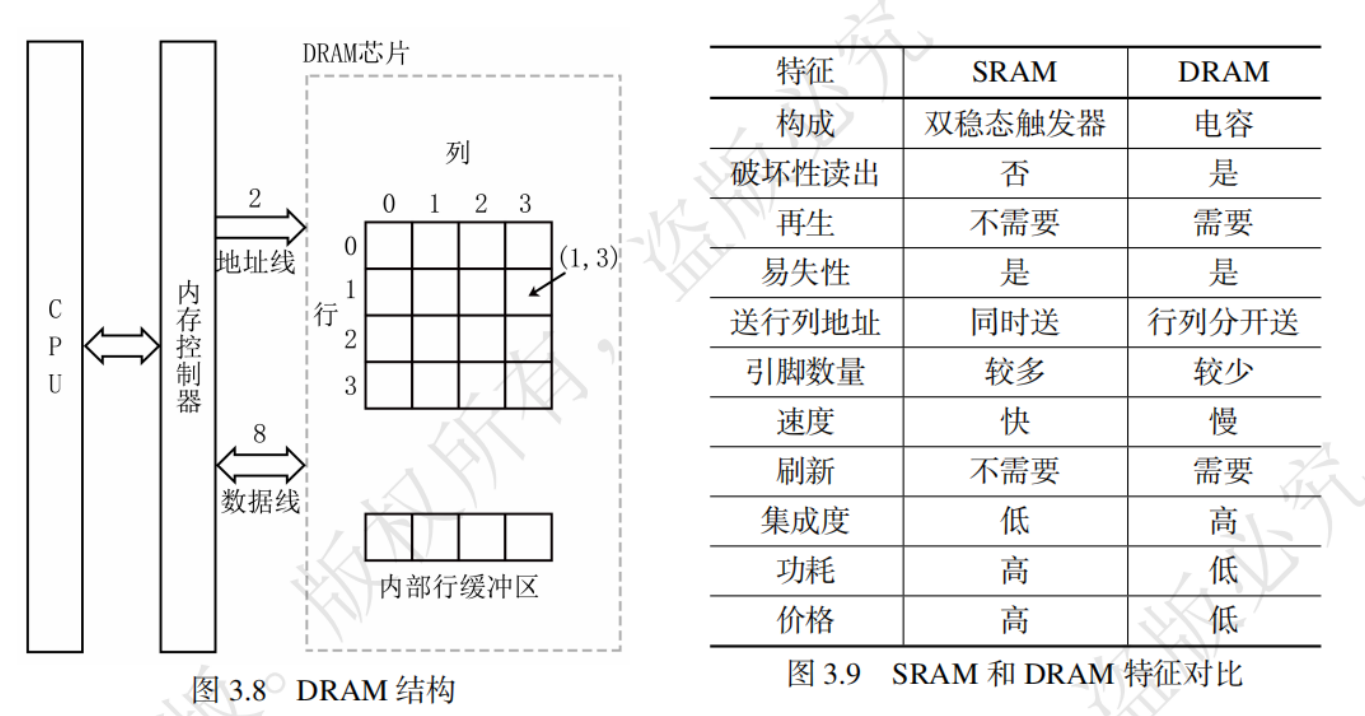 DRAM芯片
列
0 1 2 3
2
地址线
0
(1,3)
1
行
2
3
CPU
内存控制器
8
数据线
内部行缓冲区
图 3.8 DRAM 结构
特征 SRAM DRAM
构成 双稳态触发器 电容
破坏性读出 否 是
再生 不需要 需要
易失性 是 是
送行列地址 同时送 行列分开送
引脚数量 较多 较少
速度 快 慢
刷新 不需要 需要
集成度 低 高
功耗 高 低
价格 高 低
图 3.9 SRAM 和 DRAM 特征对比
版权所有,盗版必究
盗版必究
版。